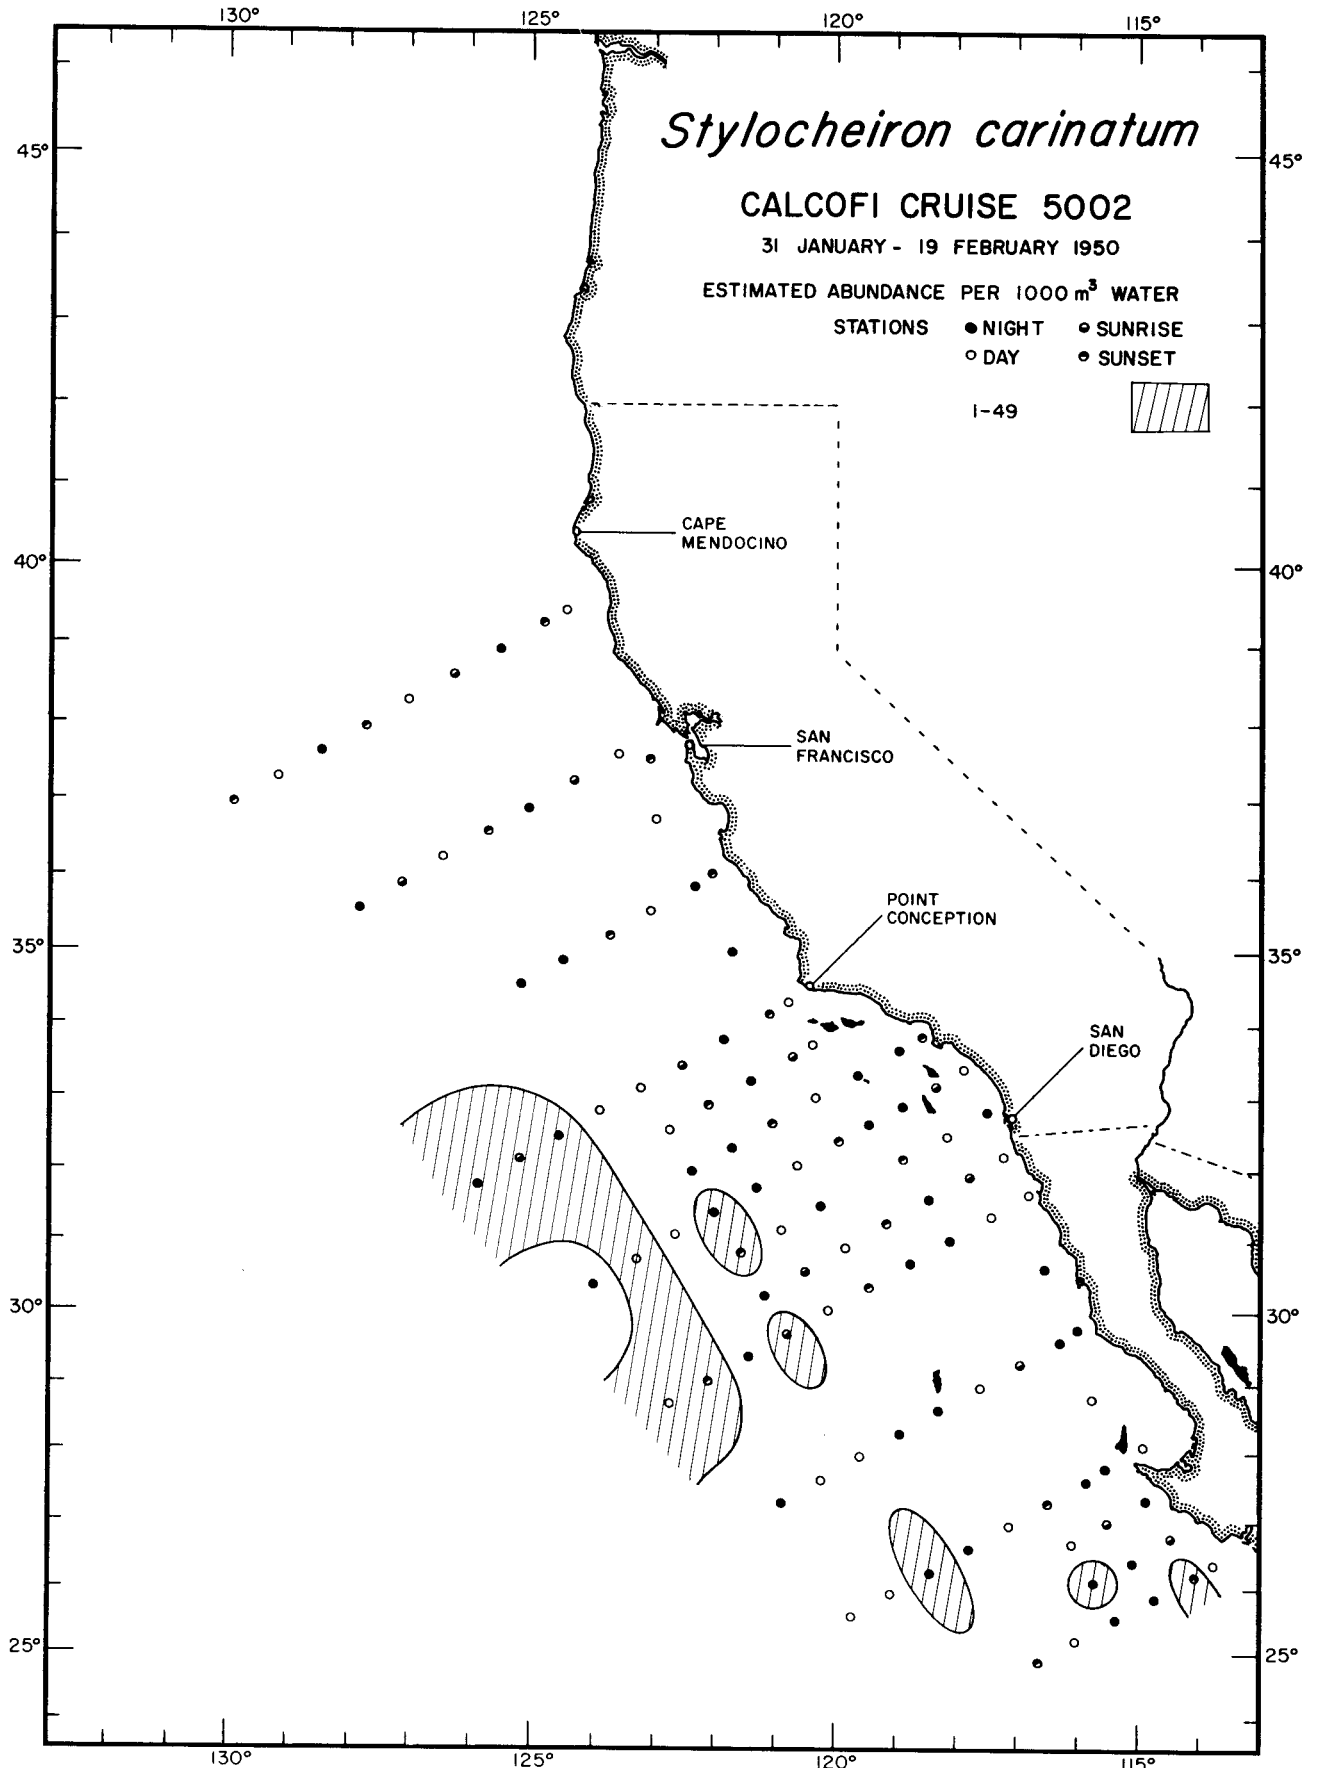 130° 125° 120° 115°
Stylocheiron carinatum
45° 45°
CALCOFI CRUISE 5002
31 JANUARY - 19 FEBRUARY 1950
ESTIMATED ABUNDANCE PER 1000 m³ WATER
STATIONS NIGHT SUNRISE
DAY SUNSET
1-49
CAPE
MENDOCINO
40° 40°
SAN
FRANCISCO
POINT
CONCEPTION
35° 35°
SAN
DIEGO
30° 30°
25° 25°
130° 125° 120° 115°